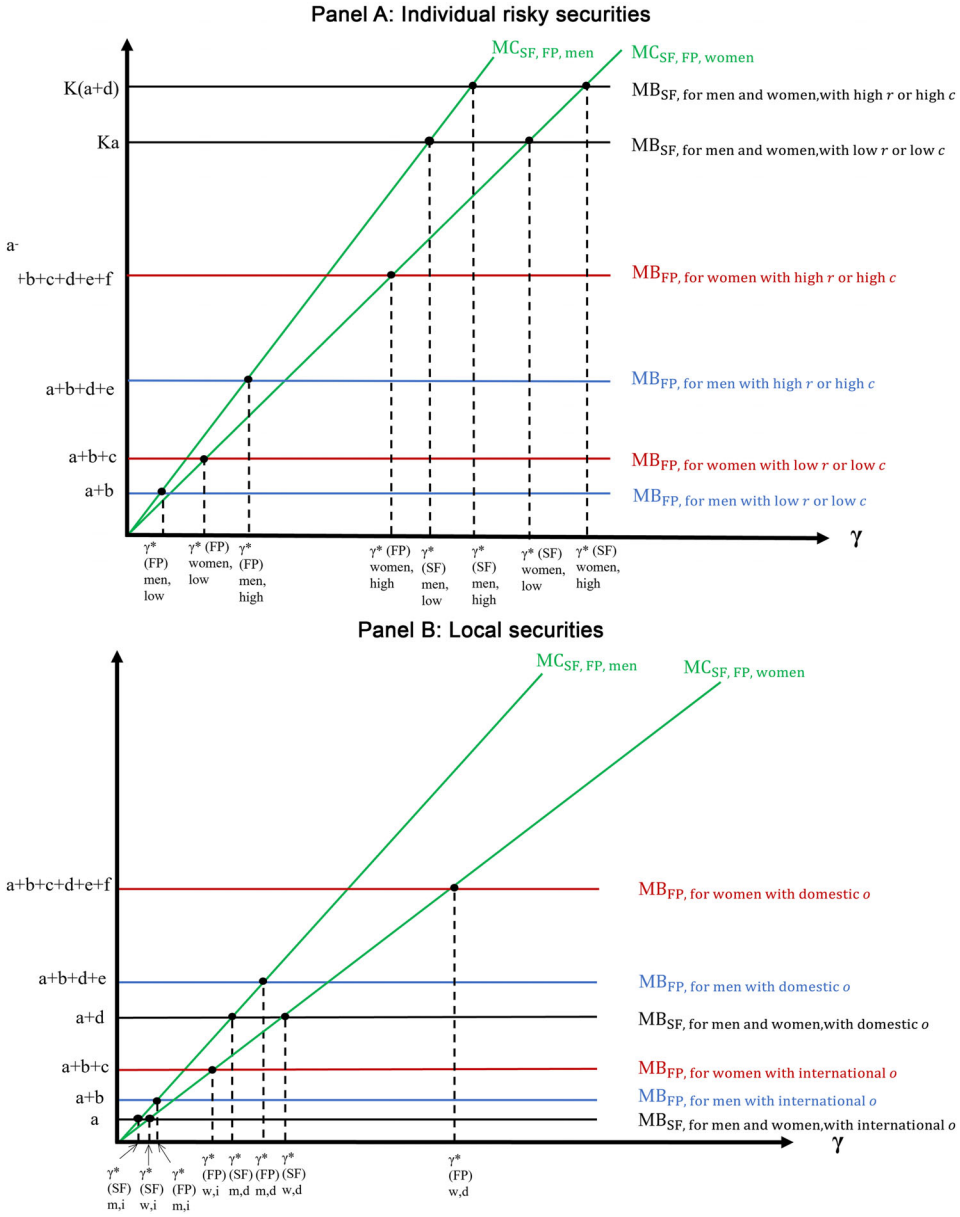 Panel A: Individual risky securities
MC_SF, FP, men
MC_SF, FP, women
K(a+d)
MB_SF, for men and women,with high r or high c
Ka
MB_SF, for men and women,with low r or low c
a-
+b+c+d+e+f
MB_FP, for women with high r or high c
a+b+d+e
MB_FP, for men with high r or high c
a+b+c
MB_FP, for women with low r or low c
a+b
MB_FP, for men with low r or low c
γ
γ*
(FP)
men,
low
γ* (FP)
women,
low
γ*
(FP)
men,
high
γ* (FP)
women,
high
γ*
(SF)
men,
low
γ*
(SF)
men,
high
γ* (SF)
women,
low
γ* (SF)
women,
high
Panel B: Local securities
MC_SF, FP, men
MC_SF, FP, women
a+b+c+d+e+f
MB_FP, for women with domestic o
a+b+d+e
MB_FP, for men with domestic o
a+d
MB_SF, for men and women,with domestic o
a+b+c
MB_FP, for women with international o
a+b
MB_FP, for men with international o
a
MB_SF, for men and women,with international o
γ
γ*
(SF)
m,i
γ*
(SF)
w,i
γ*
(FP)
m,i
γ*
(FP)
w,i
γ*
(SF)
m,d
γ*
(FP)
m,d
γ*
(SF)
w,d
γ*
(FP)
w,d